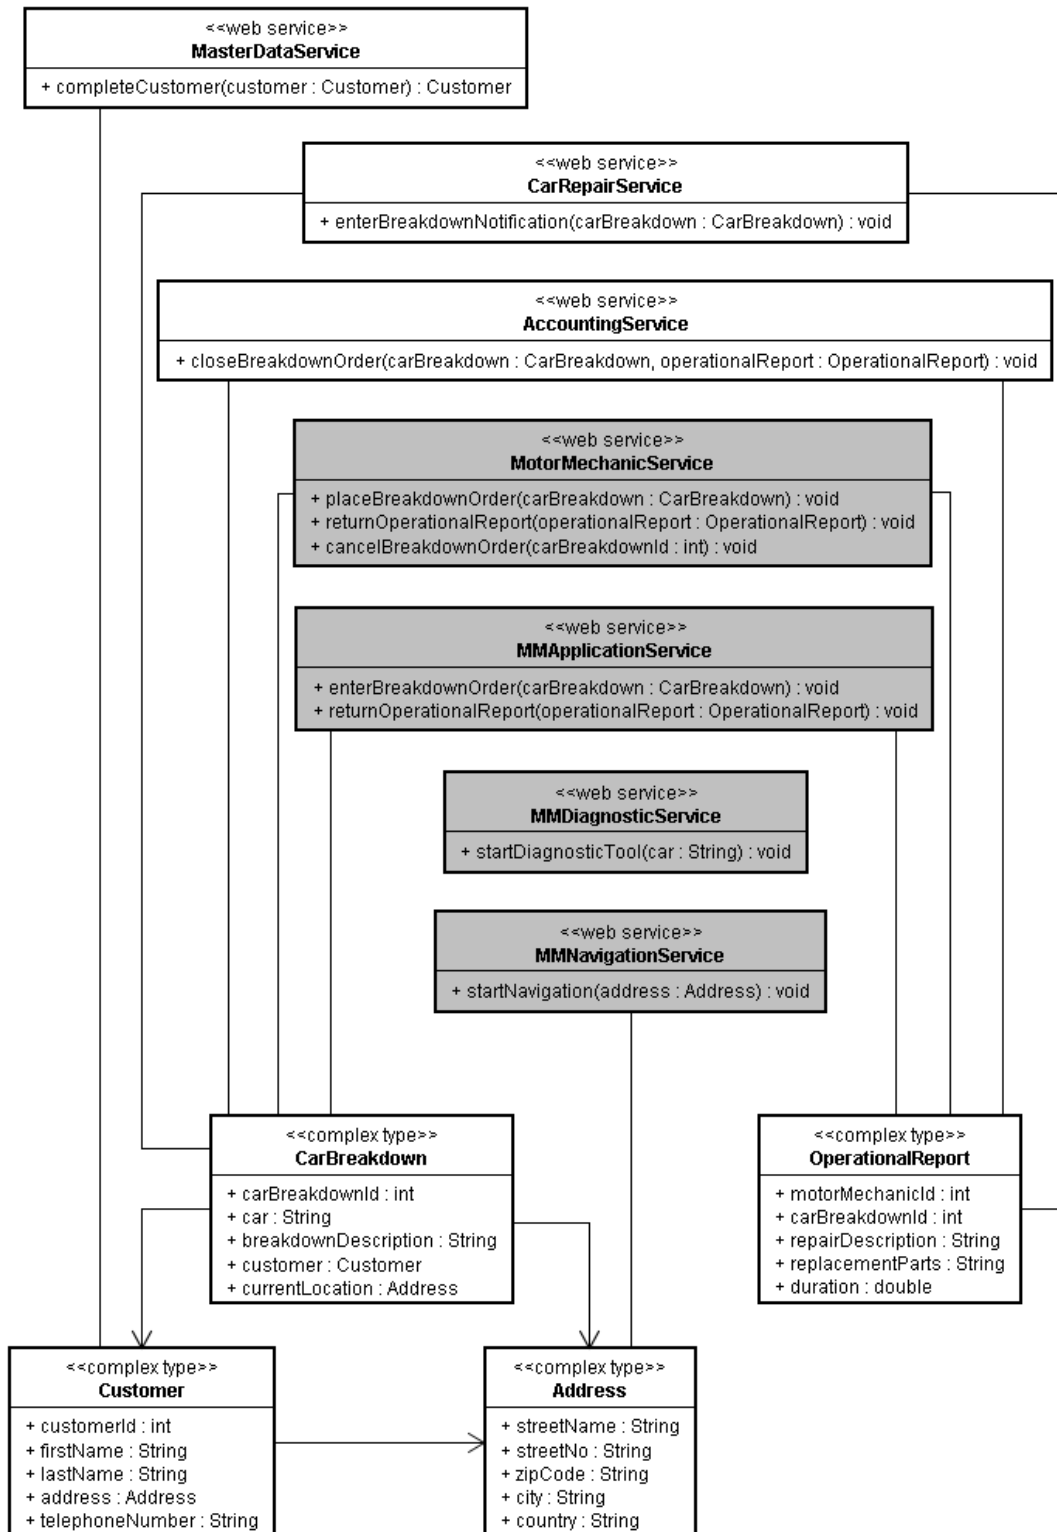 <<web service>>
MasterDataService
+ completeCustomer(customer : Customer) : Customer
<<web service>>
CarRepairService
+ enterBreakdownNotification(carBreakdown : CarBreakdown) : void
<<web service>>
AccountingService
+ closeBreakdownOrder(carBreakdown : CarBreakdown, operationalReport : OperationalReport) : void
<<web service>>
MotorMechanicService
+ placeBreakdownOrder(carBreakdown : CarBreakdown) : void
+ returnOperationalReport(operationalReport : OperationalReport) : void
+ cancelBreakdownOrder(carBreakdownId : int) : void
<<web service>>
MMApplicationService
+ enterBreakdownOrder(carBreakdown : CarBreakdown) : void
+ returnOperationalReport(operationalReport : OperationalReport) : void
<<web service>>
MMDiagnosticService
+ startDiagnosticTool(car : String) : void
<<web service>>
MMNavigationService
+ startNavigation(address : Address) : void
<<complex type>>
CarBreakdown
+ carBreakdownId : int
+ car : String
+ breakdownDescription : String
+ customer : Customer
+ currentLocation : Address
<<complex type>>
OperationalReport
+ motorMechanicId : int
+ carBreakdownId : int
+ repairDescription : String
+ replacementParts : String
+ duration : double
<<complex type>>
Customer
+ customerId : int
+ firstName : String
+ lastName : String
+ address : Address
+ telephoneNumber : String
<<complex type>>
Address
+ streetName : String
+ streetNo : String
+ zipCode : String
+ city : String
+ country : String